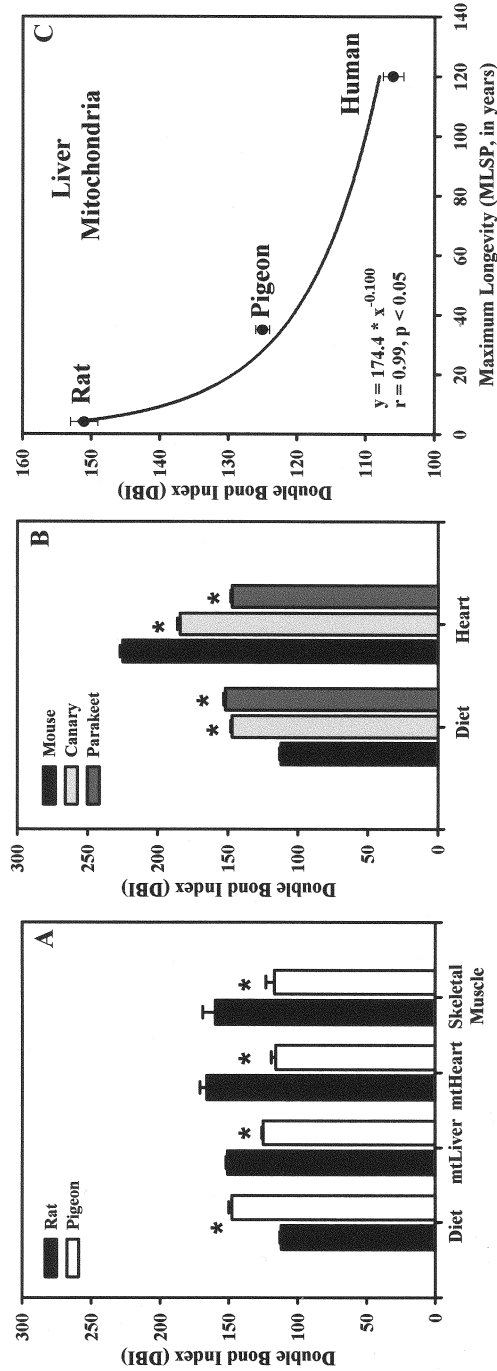 A
Rat
Pigeon
Double Bond Index (DBI)
300
250
200
150
100
50
0
Diet
mtLiver
mtHeart
Skeletal
Muscle
*
*
*
*
B
Mouse
Canary
Parakeet
Double Bond Index (DBI)
300
250
200
150
100
50
0
Diet
Heart
*
*
*
*
C
Liver
Mitochondria
Rat
Pigeon
Human
y = 174.4 * x^-0.100
r = 0.99, p < 0.05
Double Bond Index (DBI)
160
150
140
130
120
110
100
0
20
40
60
80
100
120
140
Maximum Longevity (MLSP, in years)